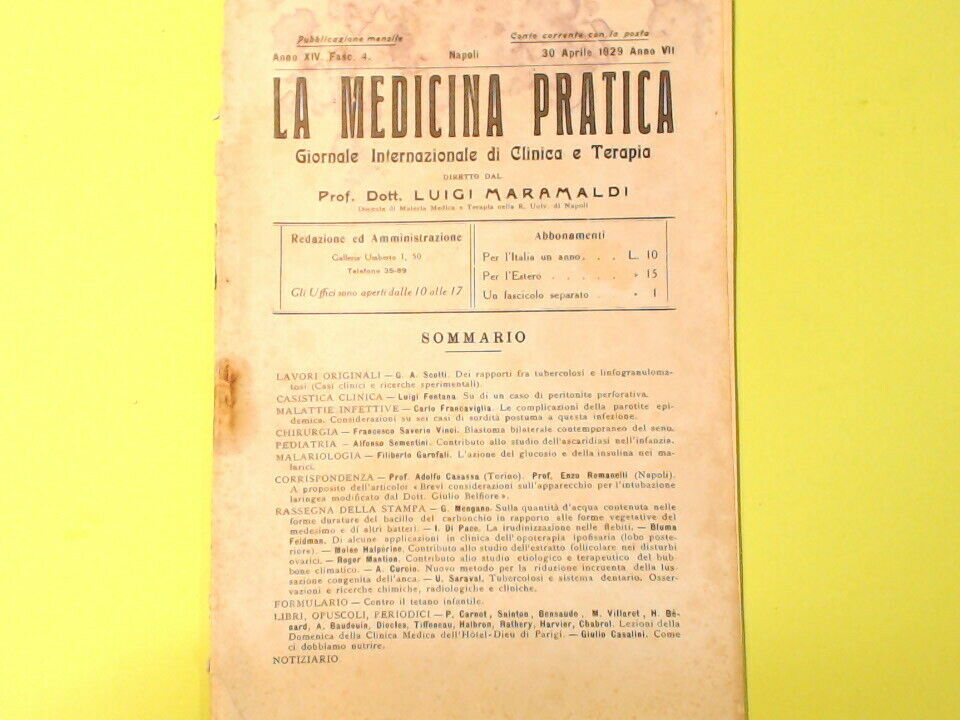 Pubblicazione mensile Conto corrente con la posta
Anno XIV Fasc. 4. Napoli 30 Aprile 1929 Anno VII
LA MEDICINA PRATICA
Giornale Internazionale di Clinica e Terapia
DIRETTO DAL
Prof. Dott. LUIGI MARAMALDI
Docente di Materia Medica e Terapia nella R. Univ. di Napoli
Redazione ed Amministrazione
Galleria Umberto I, 50
Telefono 35-89
Gli Uffici sono aperti dalle 10 alle 17
Abbonamenti
Per l'Italia un anno. . . L. 10
Per l'Estero . . . . . » 15
Un fascicolo separato . » 1
SOMMARIO
LAVORI ORIGINALI — G. A. Scotti. Dei rapporti fra tubercolosi e linfogranuloma-
tosi (Casi clinici e ricerche sperimentali).
CASISTICA CLINICA — Luigi Fontana. Su di un caso di peritonite perforativa.
MALATTIE INFETTIVE — Carlo Francaviglia. Le complicazioni della parotite epi-
demica. Considerazioni su sei casi di sordità postuma a questa infezione.
CHIRURGIA — Francesco Saverio Vinci. Blastoma bilaterale contemporaneo del seno.
PEDIATRIA — Alfonso Sementini. Contributo allo studio dell'ascaridiasi nell'infanzia.
MALARIOLOGIA — Filiberto Garofali. L'azione del glucosio e della insulina nei ma-
larici.
CORRISPONDENZA — Prof. Adolfo Casassa (Torino). Prof. Enzo Romanelli (Napoli).
A proposito dell'articolo: «Brevi considerazioni sull'apparecchio per l'intubazione
laringea modificato dal Dott. Giulio Belfiore».
RASSEGNA DELLA STAMPA — G. Mengano. Sulla quantità d'acqua contenuta nelle
forme durature del bacillo del carbonchio in rapporto alle forme vegetative del
medesimo e di altri batteri. — I. Di Pace. La irudinizzazione nelle flebiti. — Bluma
Feldman. Di alcune applicazioni in clinica dell'opoterapia ipofisaria (lobo poste-
riore). — Moise Halpérine. Contributo allo studio dell'estratto follicolare nei disturbi
ovarici. — Roger Mantion. Contributo allo studio etiologico e terapeutico del bub-
bone climatico. — A. Curcio. Nuovo metodo per la riduzione incruenta della lus-
sazione congenita dell'anca. — U. Saraval. Tubercolosi e sistema dentario. Osser-
vazioni e ricerche chimiche, radiologiche e cliniche.
FORMULARIO — Contro il tetano infantile.
LIBRI, OPUSCOLI, PERIODICI — P. Carnot, Sainton, Bensaude, M. Villaret, H. Bé-
nard, A. Baudouin, Diocles, Tiffeneau, Halbron, Rathery, Harvier, Chabrol. Lezioni della
Domenica della Clinica Medica dell'Hôtel-Dieu di Parigi. — Giulio Casalini. Come
ci dobbiamo nutrire.
NOTIZIARIO